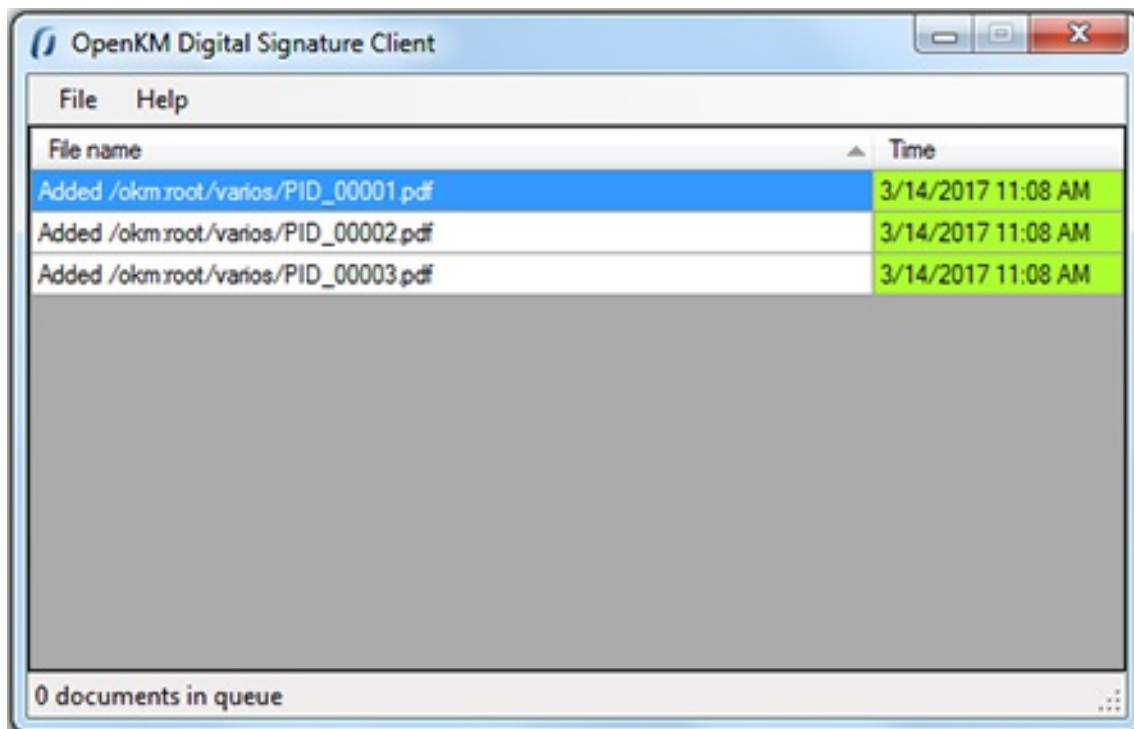 OpenKM Digital Signature Client
File Help
File name Time
Added /okm:root/varios/PID_00001.pdf 3/14/2017 11:08 AM
Added /okm:root/varios/PID_00002.pdf 3/14/2017 11:08 AM
Added /okm:root/varios/PID_00003.pdf 3/14/2017 11:08 AM
0 documents in queue